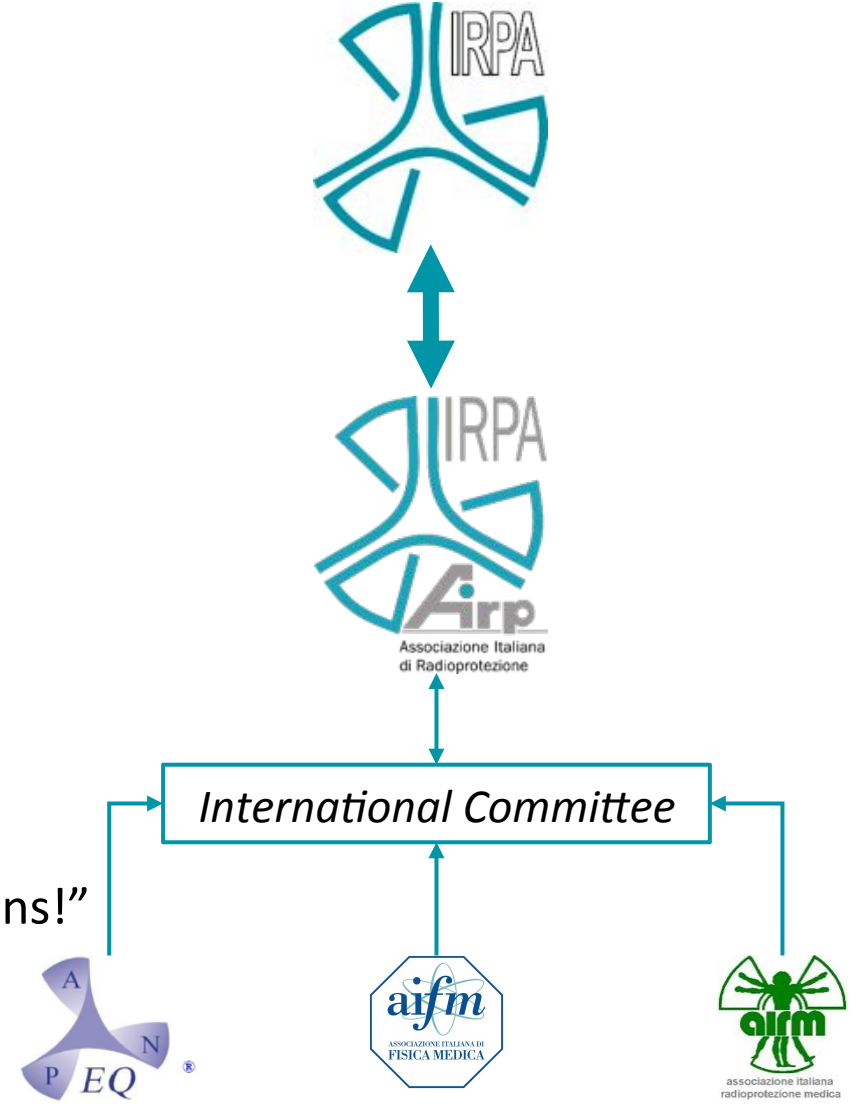 IRPA
IRPA
Airp
Associazione Italiana
di Radioprotezione
International Committee
ns!”
A
N
P EQ
®
aifm
ASSOCIAZIONE ITALIANA DI
FISICA MEDICA
airm
associazione italiana
radioprotezione medica